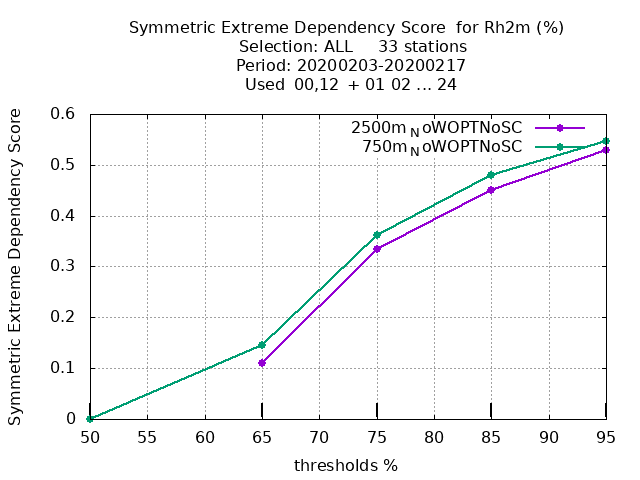 Symmetric Extreme Dependency Score for Rh2m (%)
Selection: ALL 33 stations
Period: 20200203-20200217
Used 00,12 + 01 02 ... 24
Symmetric Extreme Dependency Score
0.6
0.5
0.4
0.3
0.2
0.1
0
2500m_NoWOPTNoSC
750m_NoWOPTNoSC
50 55 60 65 70 75 80 85 90 95
thresholds %